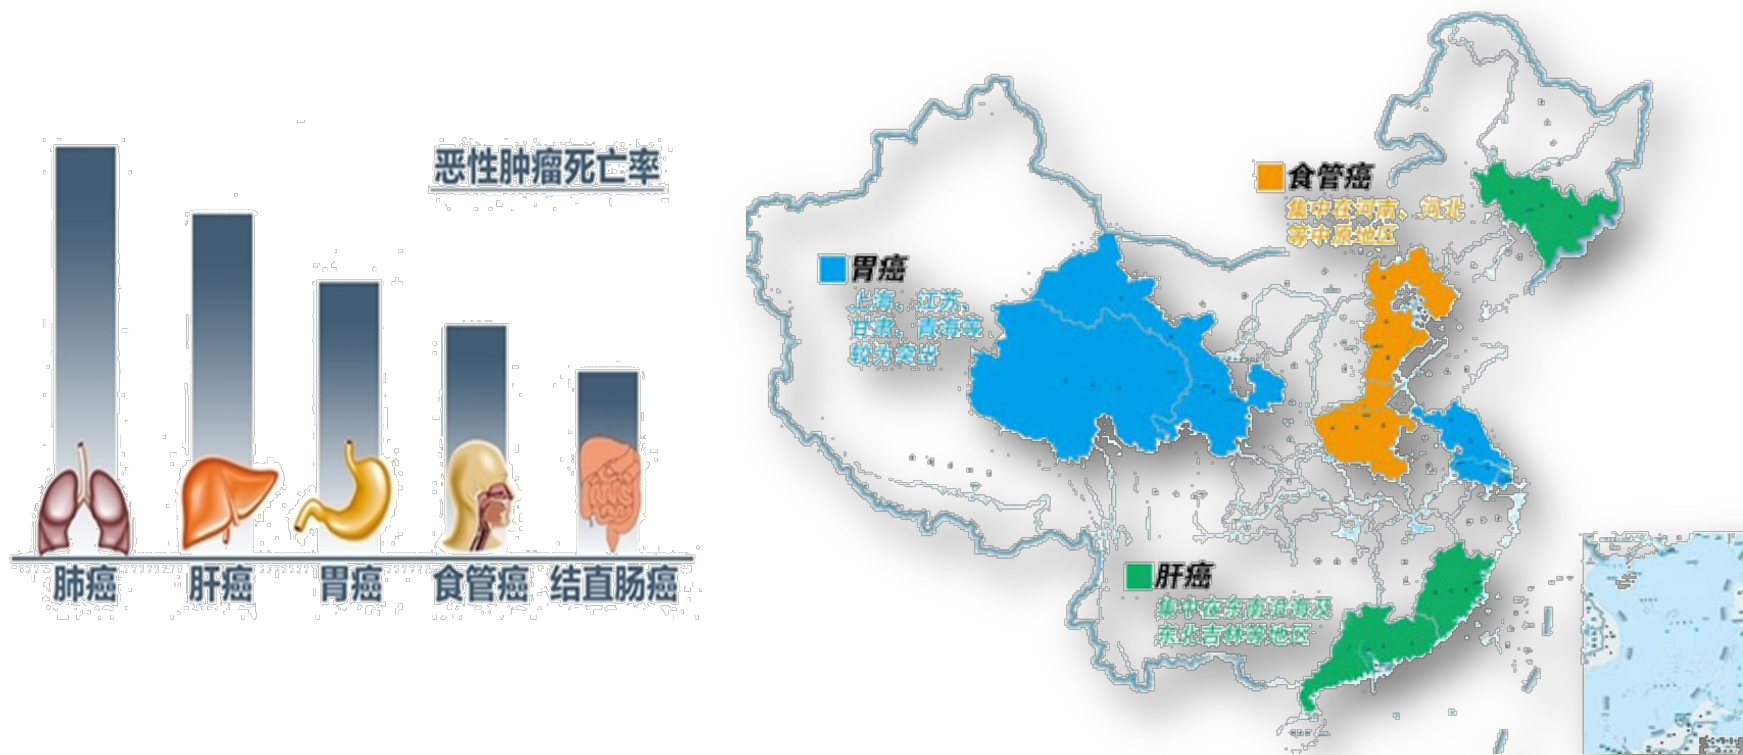 恶性肿瘤死亡率
肺癌
肝癌
胃癌
食管癌
结直肠癌
食管癌
集中在河南、河北
等中原地区
胃癌
上海、江苏、
甘肃、青海等
较为突出
肝癌
集中在东南沿海及
东北吉林等地区